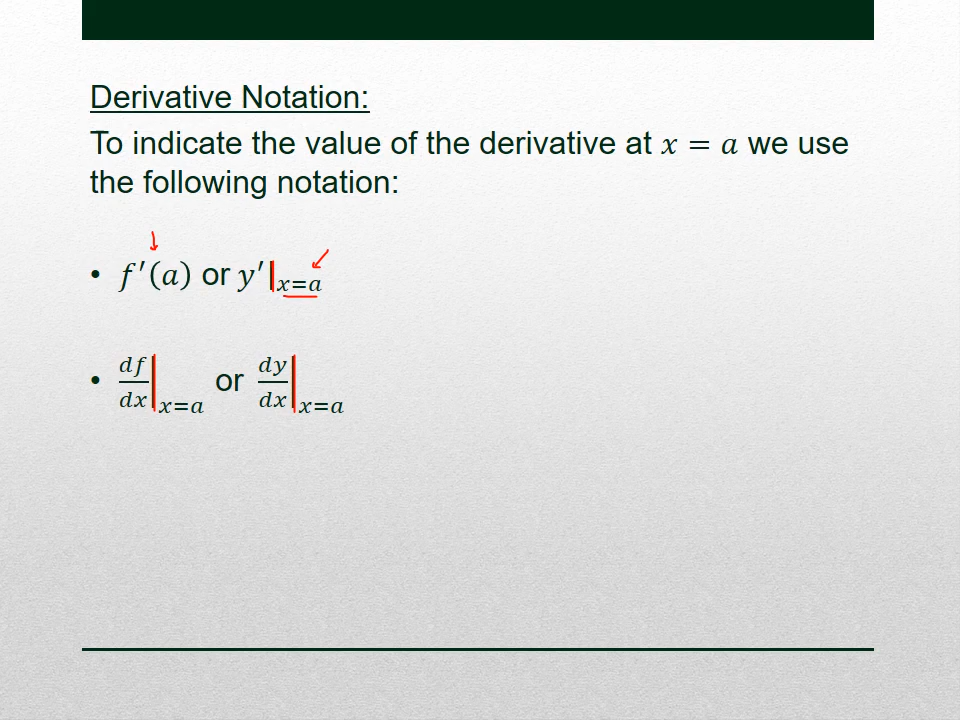 Derivative Notation:
To indicate the value of the derivative at 𝑥 = 𝑎 we use
the following notation:
• 𝑓′(𝑎) or 𝑦′|𝑥=𝑎
• 𝑑𝑓/𝑑𝑥|𝑥=𝑎 or 𝑑𝑦/𝑑𝑥|𝑥=𝑎